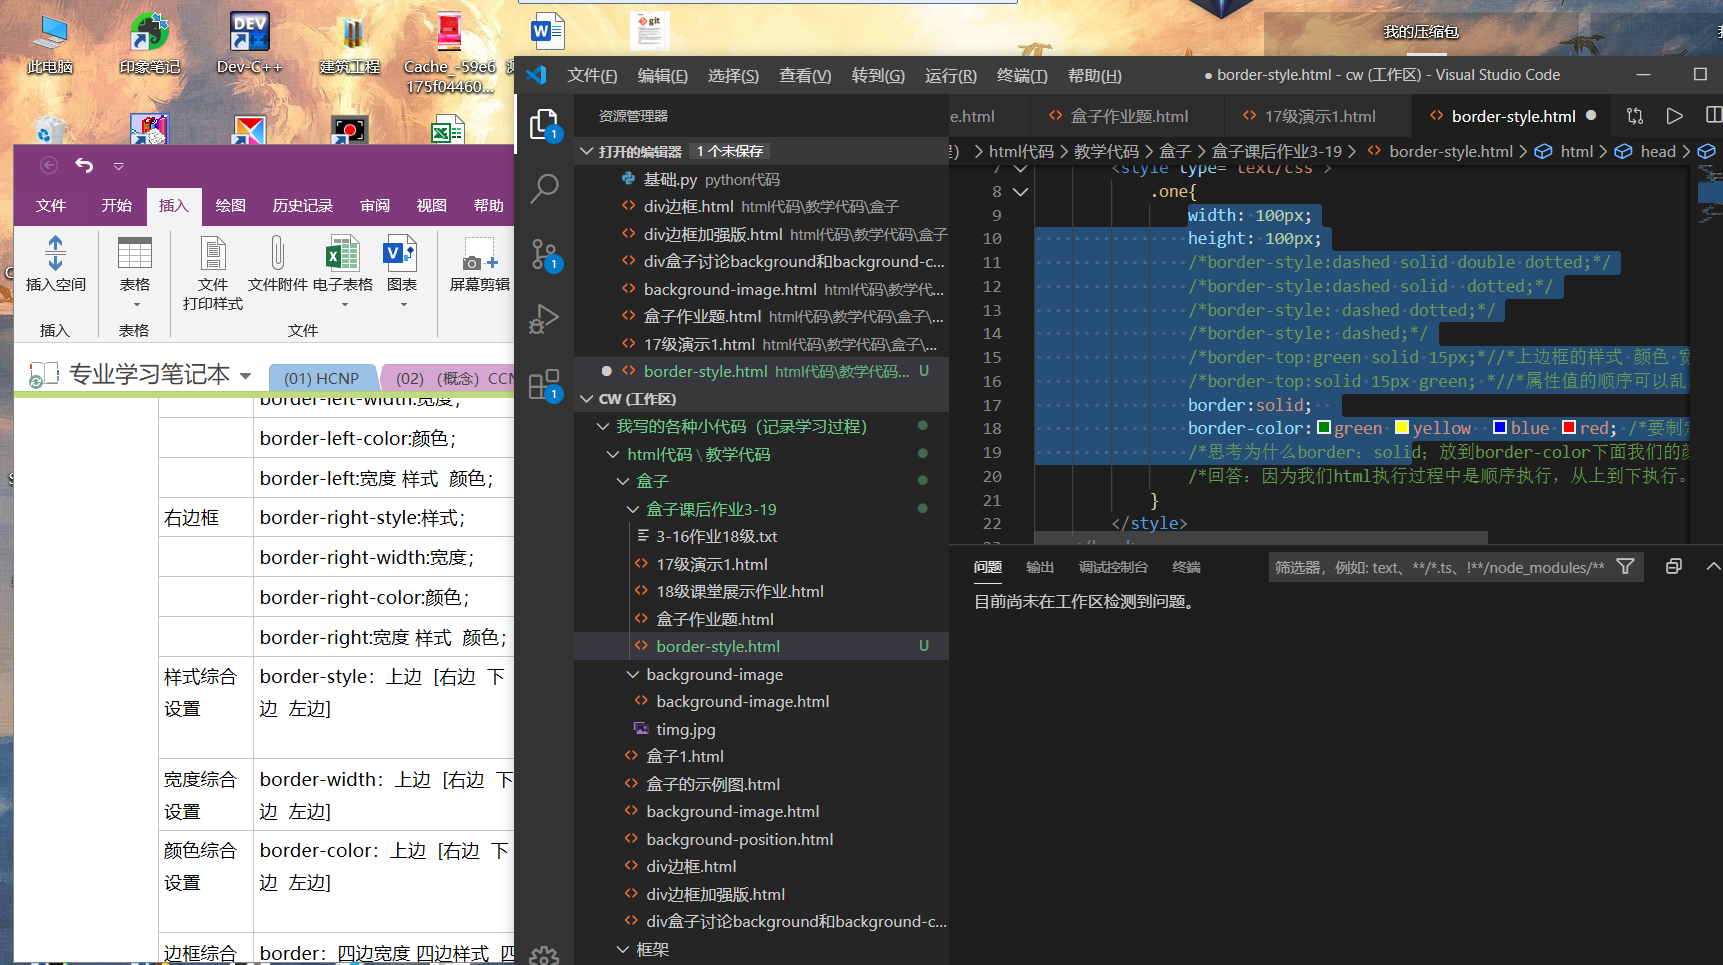 此电脑
印象笔记
Dev-C++
建筑工程
Cache_-59e6
175f04460...
我的压缩包
文件
开始
插入
绘图
历史记录
审阅
视图
帮助
插入空间
表格
文件
打印样式
文件附件
电子表格
图表
屏幕剪辑
插入
表格
文件
专业学习笔记本
(01) HCNP
(02) （概念）CCN
border-left-width:宽度；
border-left-color:颜色；
border-left:宽度 样式  颜色；
右边框
border-right-style:样式；
border-right-width:宽度；
border-right-color:颜色；
border-right:宽度 样式  颜色；
样式综合
设置
border-style：上边  [右边  下
边  左边]
宽度综合
设置
border-width：上边  [右边  下
边  左边]
颜色综合
设置
border-color：上边  [右边  下
边  左边]
边框综合
border：四边宽度 四边样式  四
文件(F)
编辑(E)
选择(S)
查看(V)
转到(G)
运行(R)
终端(T)
帮助(H)
● border-style.html - cw (工作区) - Visual Studio Code
资源管理器
打开的编辑器
1 个未保存
基础.py python代码
div边框.html html代码\教学代码\盒子
div边框加强版.html html代码\教学代码\盒子
div盒子讨论background和background-c...
background-image.html html代码\教学代...
盒子作业题.html html代码\教学代码\盒子\...
17级演示1.html html代码\教学代码\盒子\...
border-style.html html代码\教学代码... U
CW (工作区)
我写的各种小代码（记录学习过程）
html代码 \ 教学代码
盒子
盒子课后作业3-19
3-16作业18级.txt
17级演示1.html
18级课堂展示作业.html
盒子作业题.html
border-style.html U
background-image
background-image.html
timg.jpg
盒子1.html
盒子的示例图.html
background-image.html
background-position.html
div边框.html
div边框加强版.html
div盒子讨论background和background-c...
框架
e.html
盒子作业题.html
17级演示1.html
border-style.html
) > html代码 > 教学代码 > 盒子 > 盒子课后作业3-19 > border-style.html > html > head >
7 <style type="text/css">
8 .one{
9 width: 100px;
10 height: 100px;
11 /*border-style:dashed solid double dotted;*/
12 /*border-style:dashed solid  dotted;*/
13 /*border-style: dashed dotted;*/
14 /*border-style: dashed;*/
15 /*border-top:green solid 15px;*//*上边框的样式 颜色 宽
16 /*border-top:solid 15px green; *//*属性值的顺序可以乱
17 border:solid;
18 border-color: green yellow  blue red; /*要制定
19 /*思考为什么border：solid；放到border-color下面我们的颜
20 /*回答：因为我们html执行过程中是顺序执行，从上到下执行。
21 }
22 </style>
问题
输出
调试控制台
终端
筛选器，例如: text、**/*.ts、!**/node_modules/**
目前尚未在工作区检测到问题。